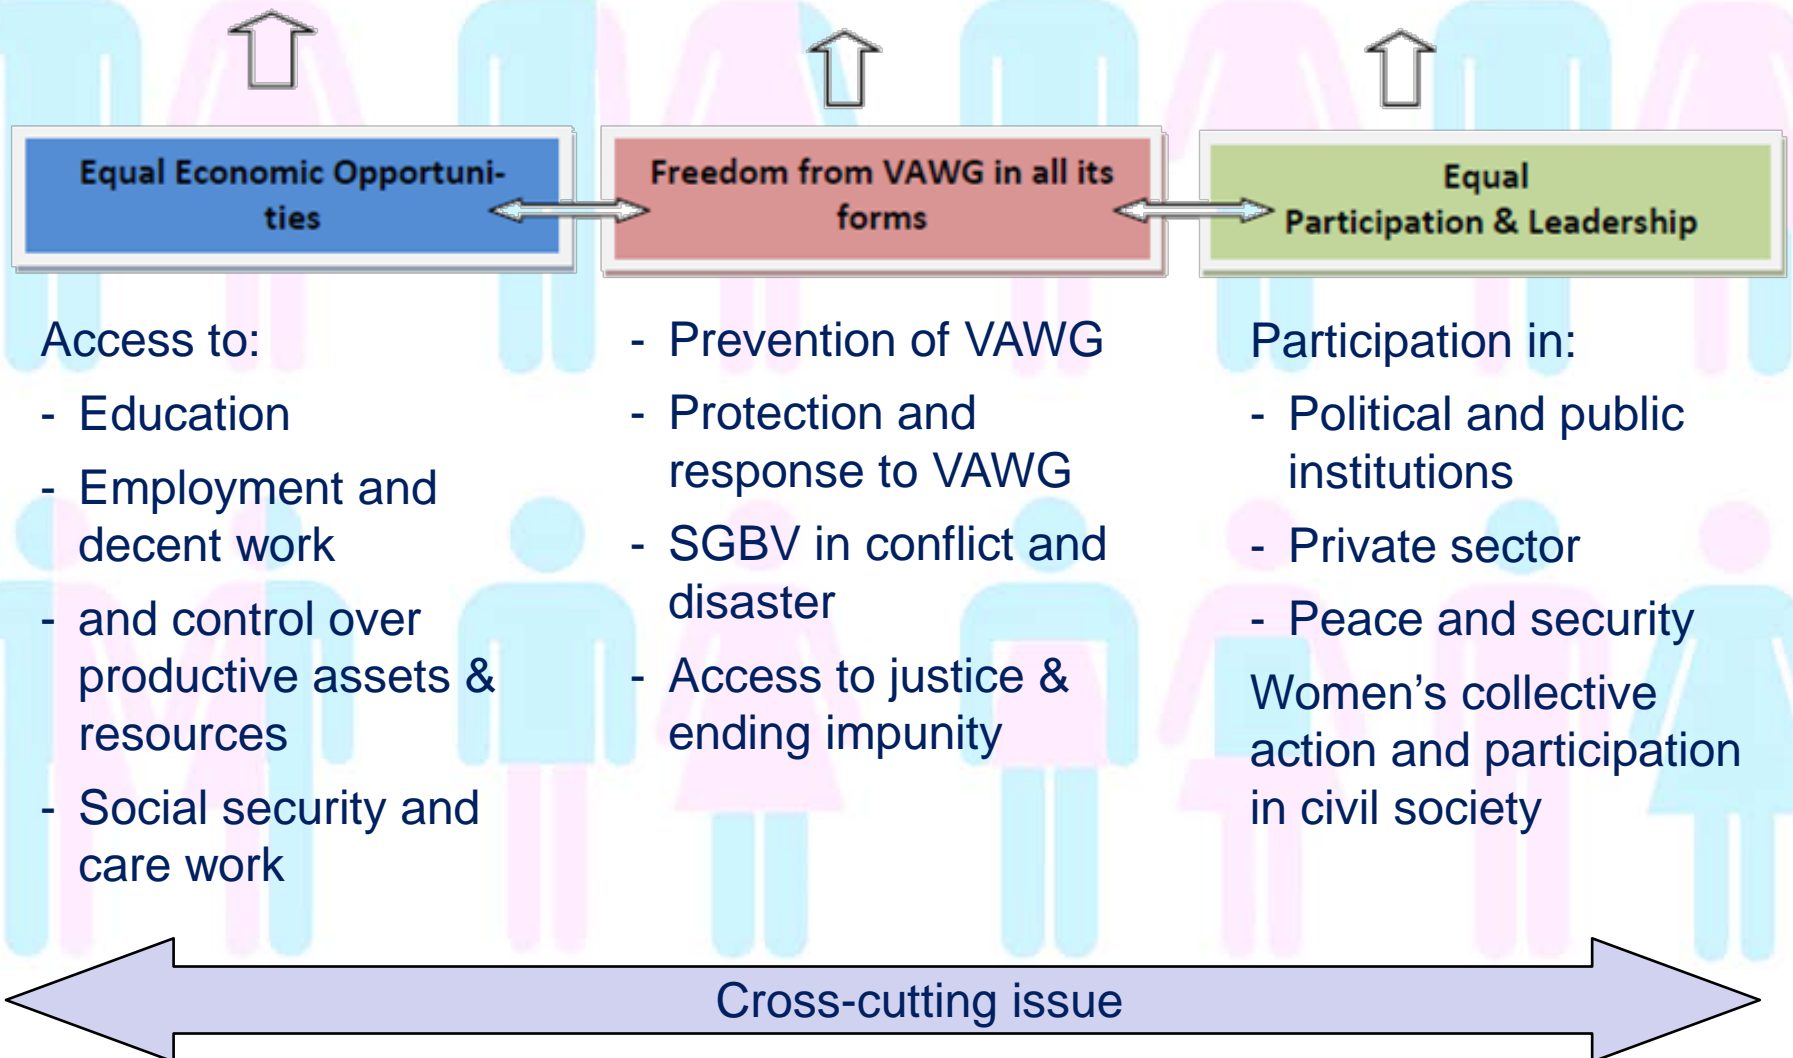 Equal Economic Opportuni-
ties
Freedom from VAWG in all its
forms
Equal
Participation & Leadership
Access to:
- Education
- Employment and
decent work
- and control over
productive assets &
resources
- Social security and
care work
- Prevention of VAWG
- Protection and
response to VAWG
- SGBV in conflict and
disaster
- Access to justice &
ending impunity
Participation in:
- Political and public
institutions
- Private sector
- Peace and security
Women’s collective
action and participation
in civil society
Cross-cutting issue